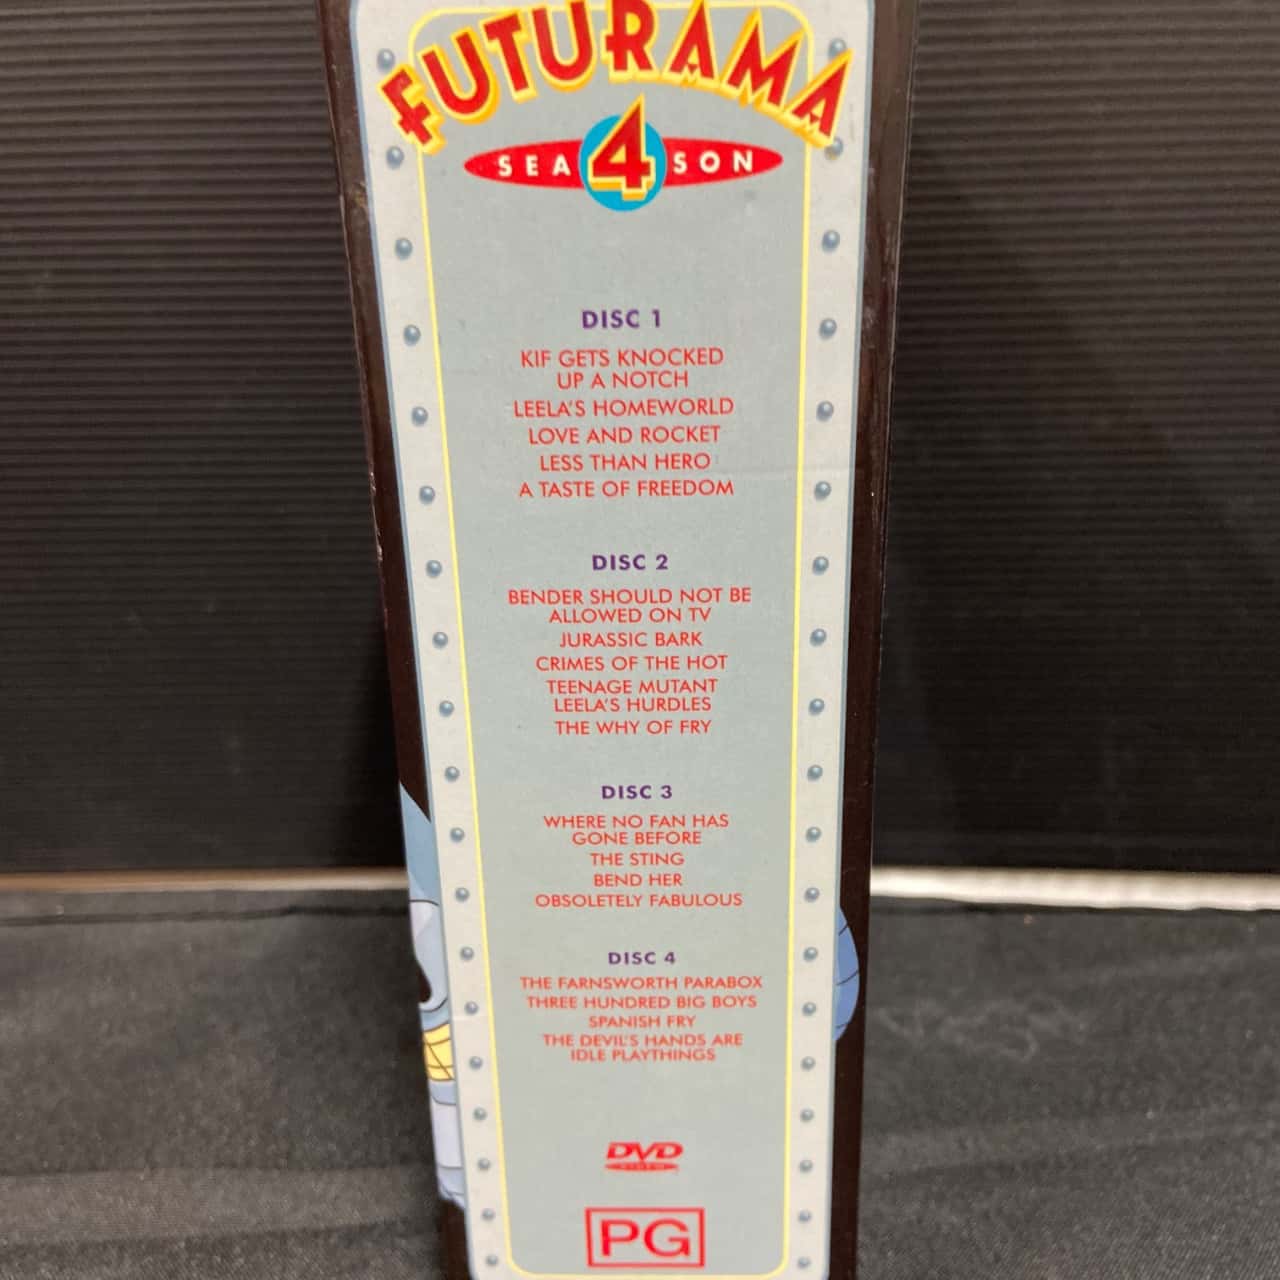 FUTURAMA
SEA 4 SON
DISC 1
KIF GETS KNOCKED
UP A NOTCH
LEELA'S HOMEWORLD
LOVE AND ROCKET
LESS THAN HERO
A TASTE OF FREEDOM
DISC 2
BENDER SHOULD NOT BE
ALLOWED ON TV
JURASSIC BARK
CRIMES OF THE HOT
TEENAGE MUTANT
LEELA'S HURDLES
THE WHY OF FRY
DISC 3
WHERE NO FAN HAS
GONE BEFORE
THE STING
BEND HER
OBSOLETELY FABULOUS
DISC 4
THE FARNSWORTH PARABOX
THREE HUNDRED BIG BOYS
SPANISH FRY
THE DEVIL'S HANDS ARE
IDLE PLAYTHINGS
DVD
VIDEO
PG